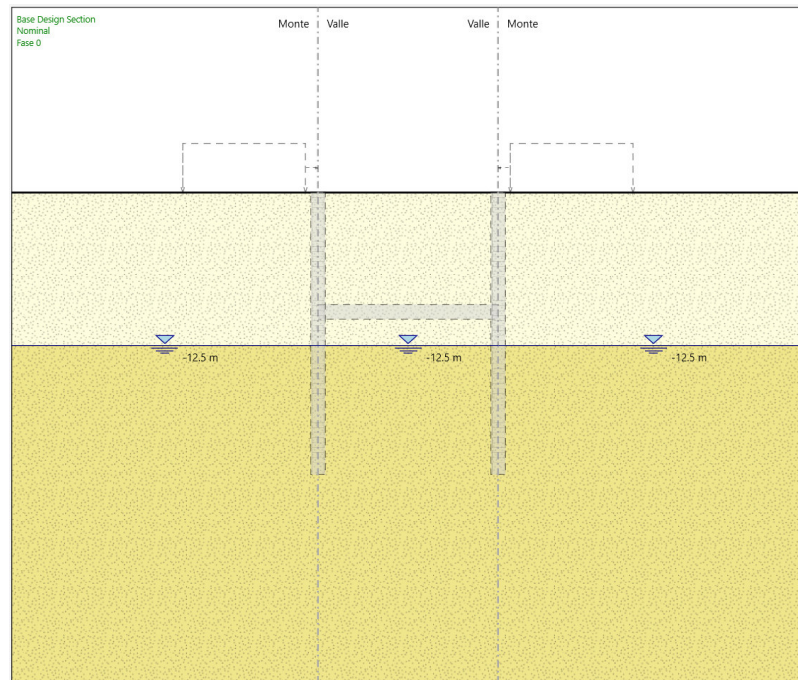 Base Design Section
Nominal
Fase 0
Monte
Valle
Valle
Monte
-12.5 m
-12.5 m
-12.5 m